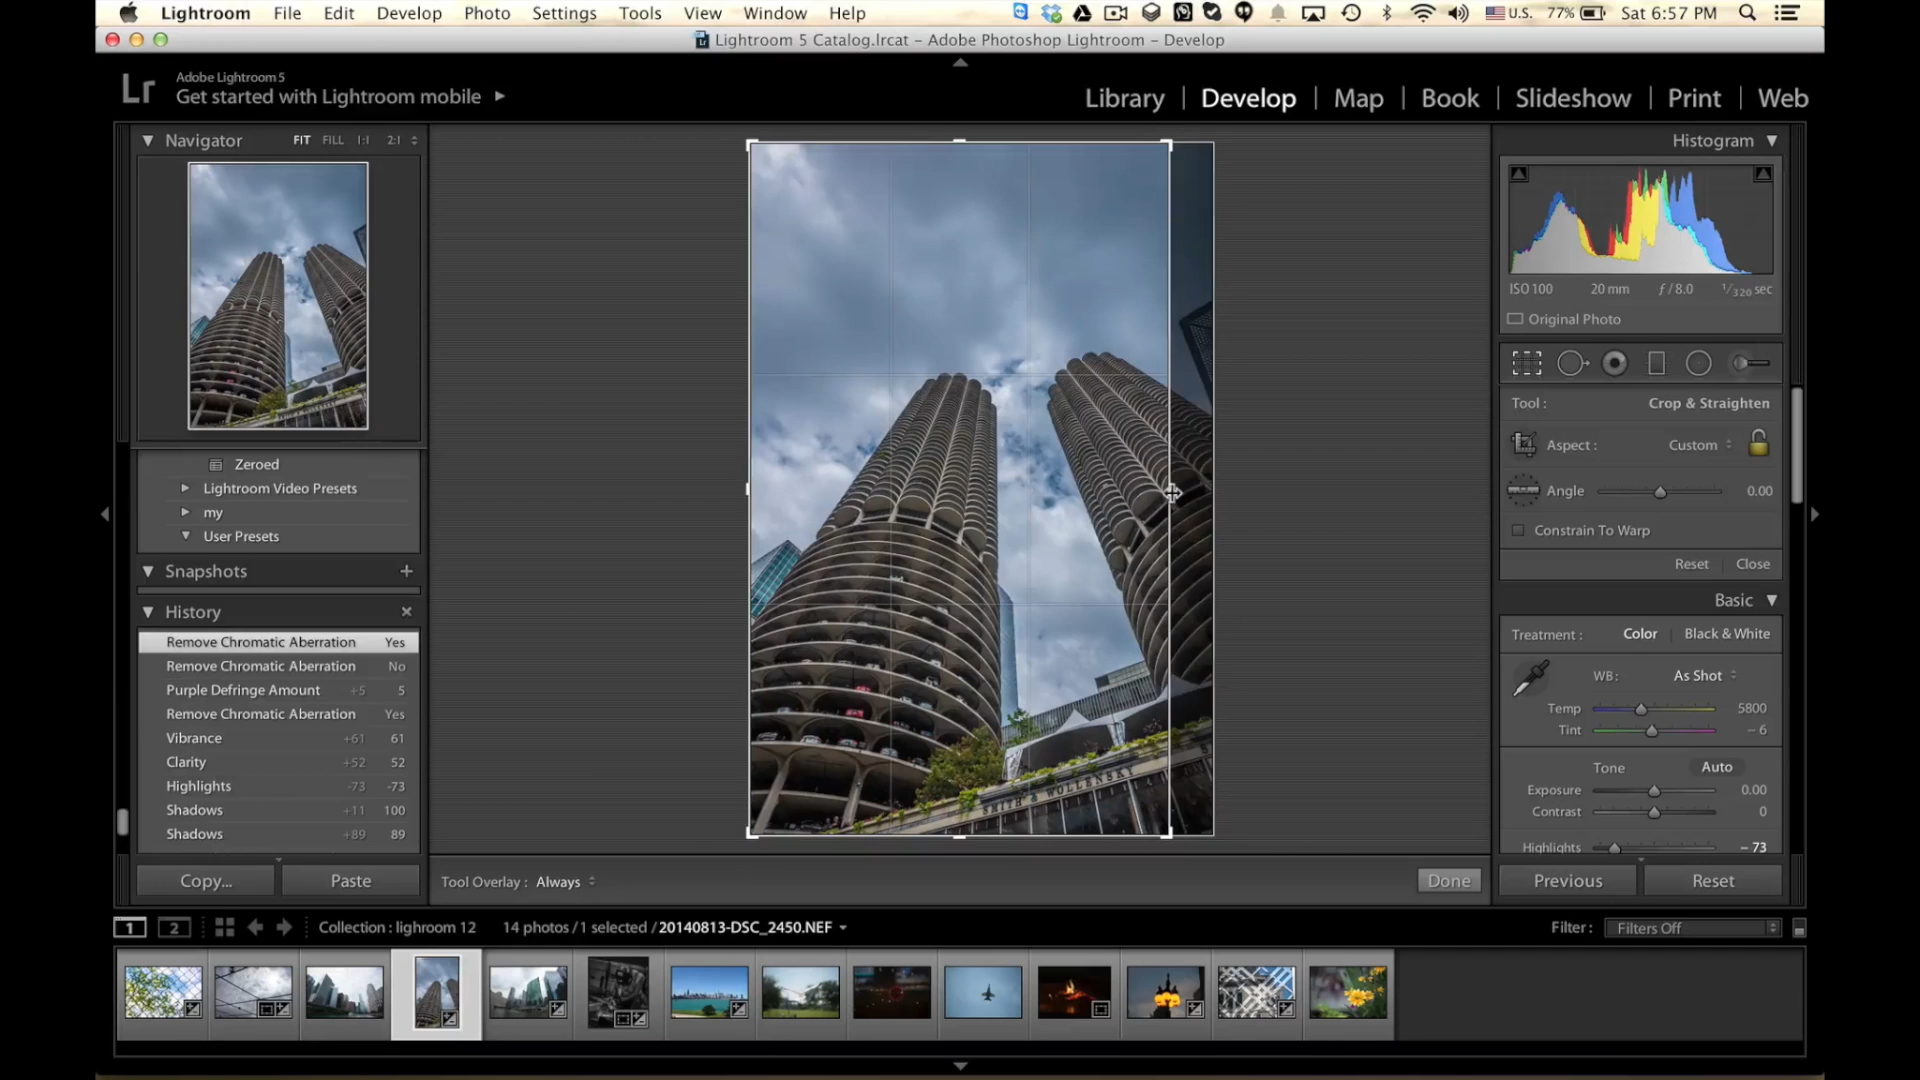 Lightroom File Edit Develop Photo Settings Tools View Window Help U.S. 77% Sat 6:57 PM
Lightroom 5 Catalog.lrcat – Adobe Photoshop Lightroom – Develop
Lr
Adobe Lightroom 5
Get started with Lightroom mobile
Library | Develop | Map | Book | Slideshow | Print | Web
Navigator FIT FILL 1:1 2:1
Zeroed
Lightroom Video Presets
my
User Presets
Snapshots +
History
Remove Chromatic Aberration Yes
Remove Chromatic Aberration No
Purple Defringe Amount +5 5
Remove Chromatic Aberration Yes
Vibrance +61 61
Clarity +52 52
Highlights -73 -73
Shadows +11 100
Shadows +89 89
Copy... Paste
SMITH & WOLLENSKY
Tool Overlay : Always Done
Histogram
ISO 100 20 mm ƒ / 8.0 1/320 sec
Original Photo
Tool : Crop & Straighten
Aspect : Custom
Angle 0.00
Constrain To Warp
Reset Close
Basic
Treatment : Color | Black & White
WB: As Shot
Temp 5800
Tint – 6
Tone Auto
Exposure 0.00
Contrast 0
Highlights – 73
Previous Reset
1 2 Collection : lighroom 12 14 photos / 1 selected / 20140813-DSC_2450.NEF Filter : Filters Off